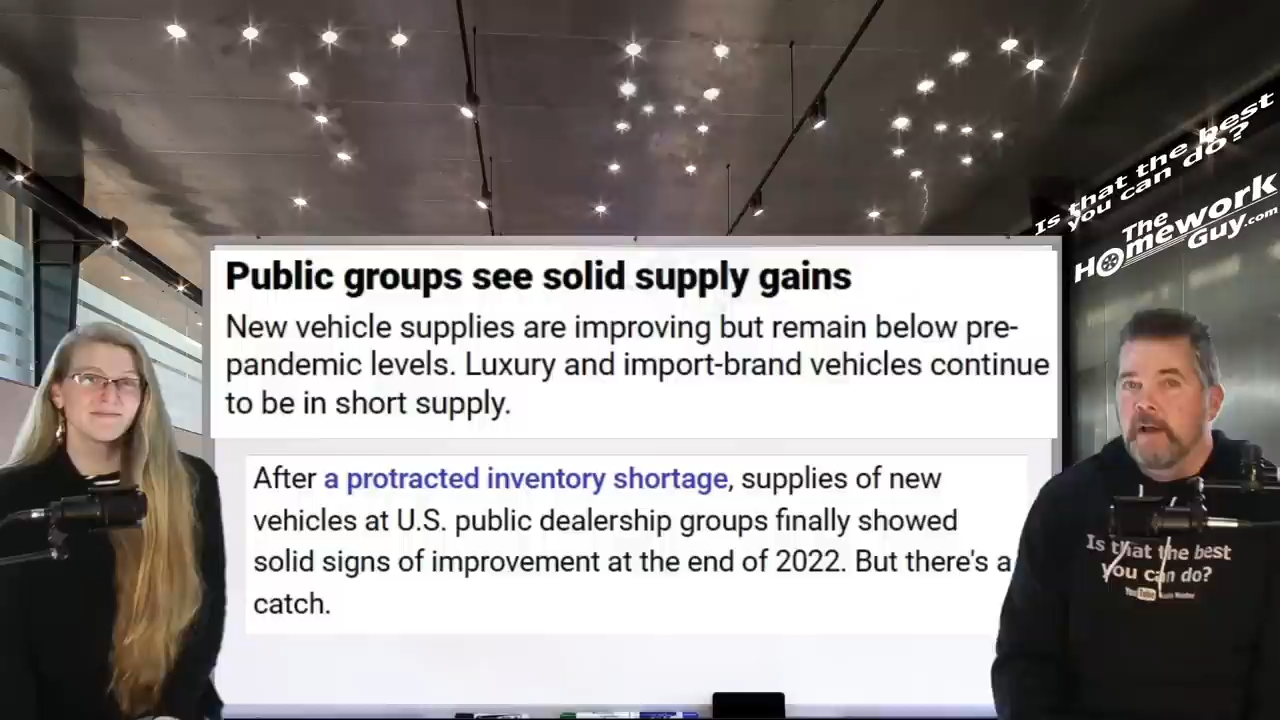 Is that the best
you can do?
The
Homework
Guy.com
Public groups see solid supply gains
New vehicle supplies are improving but remain below pre-
pandemic levels. Luxury and import-brand vehicles continue
to be in short supply.
After a protracted inventory shortage, supplies of new
vehicles at U.S. public dealership groups finally showed
solid signs of improvement at the end of 2022. But there's a
catch.
Is that the best
you can do?
YouTube